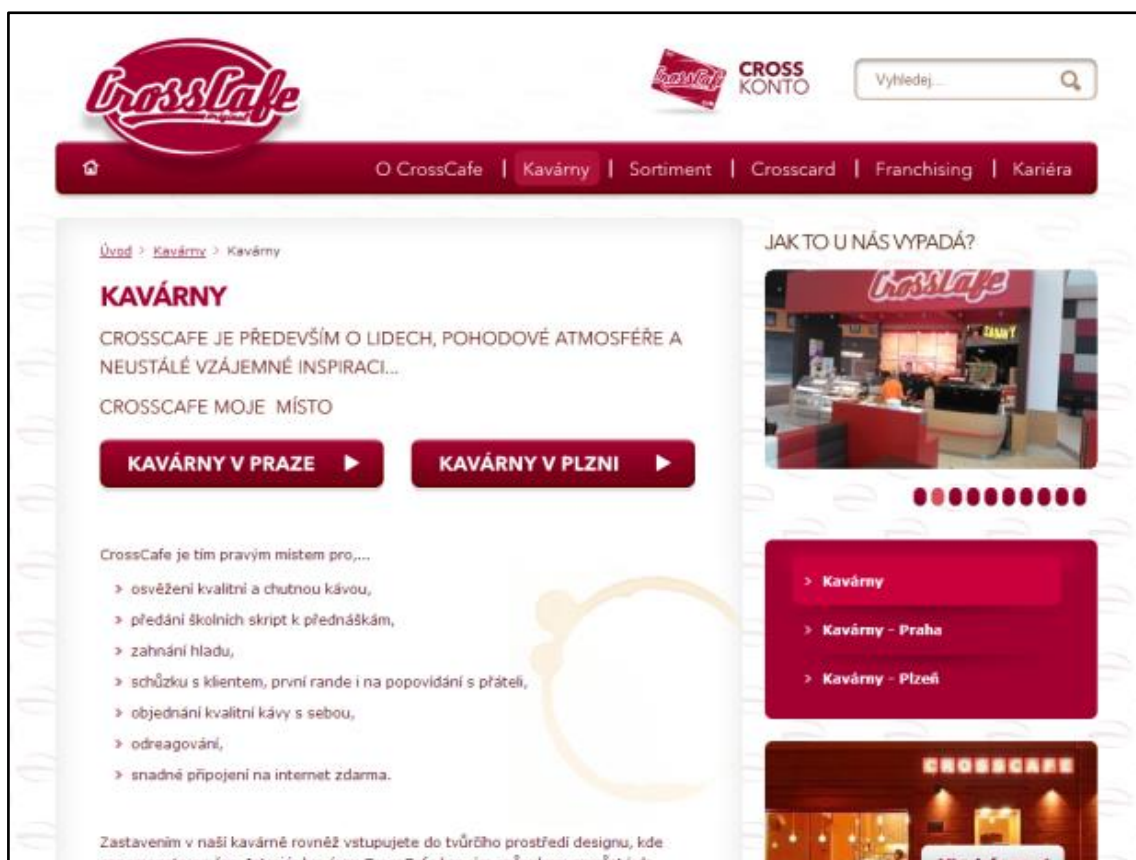 CrossCafe
original
CrossCafe
CROSS
KONTO
Vyhledej...
O CrossCafe | Kavárny | Sortiment | Crosscard | Franchising | Kariéra
Úvod > Kavárny > Kavárny
KAVÁRNY
CROSSCAFE JE PŘEDEVŠÍM O LIDECH, POHODOVÉ ATMOSFÉŘE A
NEUSTÁLÉ VZÁJEMNÉ INSPIRACI...
CROSSCAFE MOJE MÍSTO
KAVÁRNY V PRAZE
KAVÁRNY V PLZNI
CrossCafe je tím pravým místem pro,...
» osvěžení kvalitní a chutnou kávou,
» předání školních skript k přednáškám,
» zahnání hladu,
» schůzku s klientem, první rande i na popovídání s přáteli,
» objednání kvalitní kávy s sebou,
» odreagování,
» snadné připojení na internet zdarma.
Zastavením v naší kavárně rovněž vstupujete do tvůrčího prostředí designu, kde
JAK TO U NÁS VYPADÁ?
CrossCafe
> Kavárny
> Kavárny - Praha
> Kavárny - Plzeň
CROSSCAFE